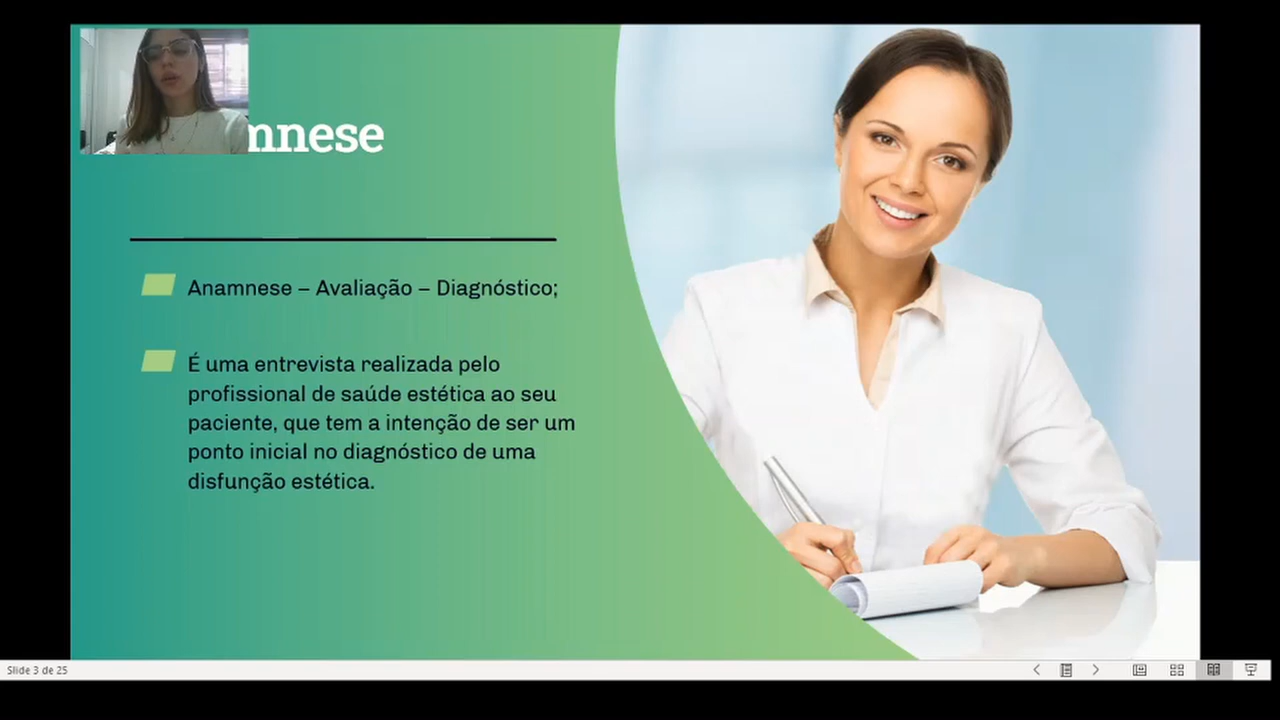 mnese
Anamnese – Avaliação – Diagnóstico;
É uma entrevista realizada pelo
profissional de saúde estética ao seu
paciente, que tem a intenção de ser um
ponto inicial no diagnóstico de uma
disfunção estética.
Slide 3 de 25